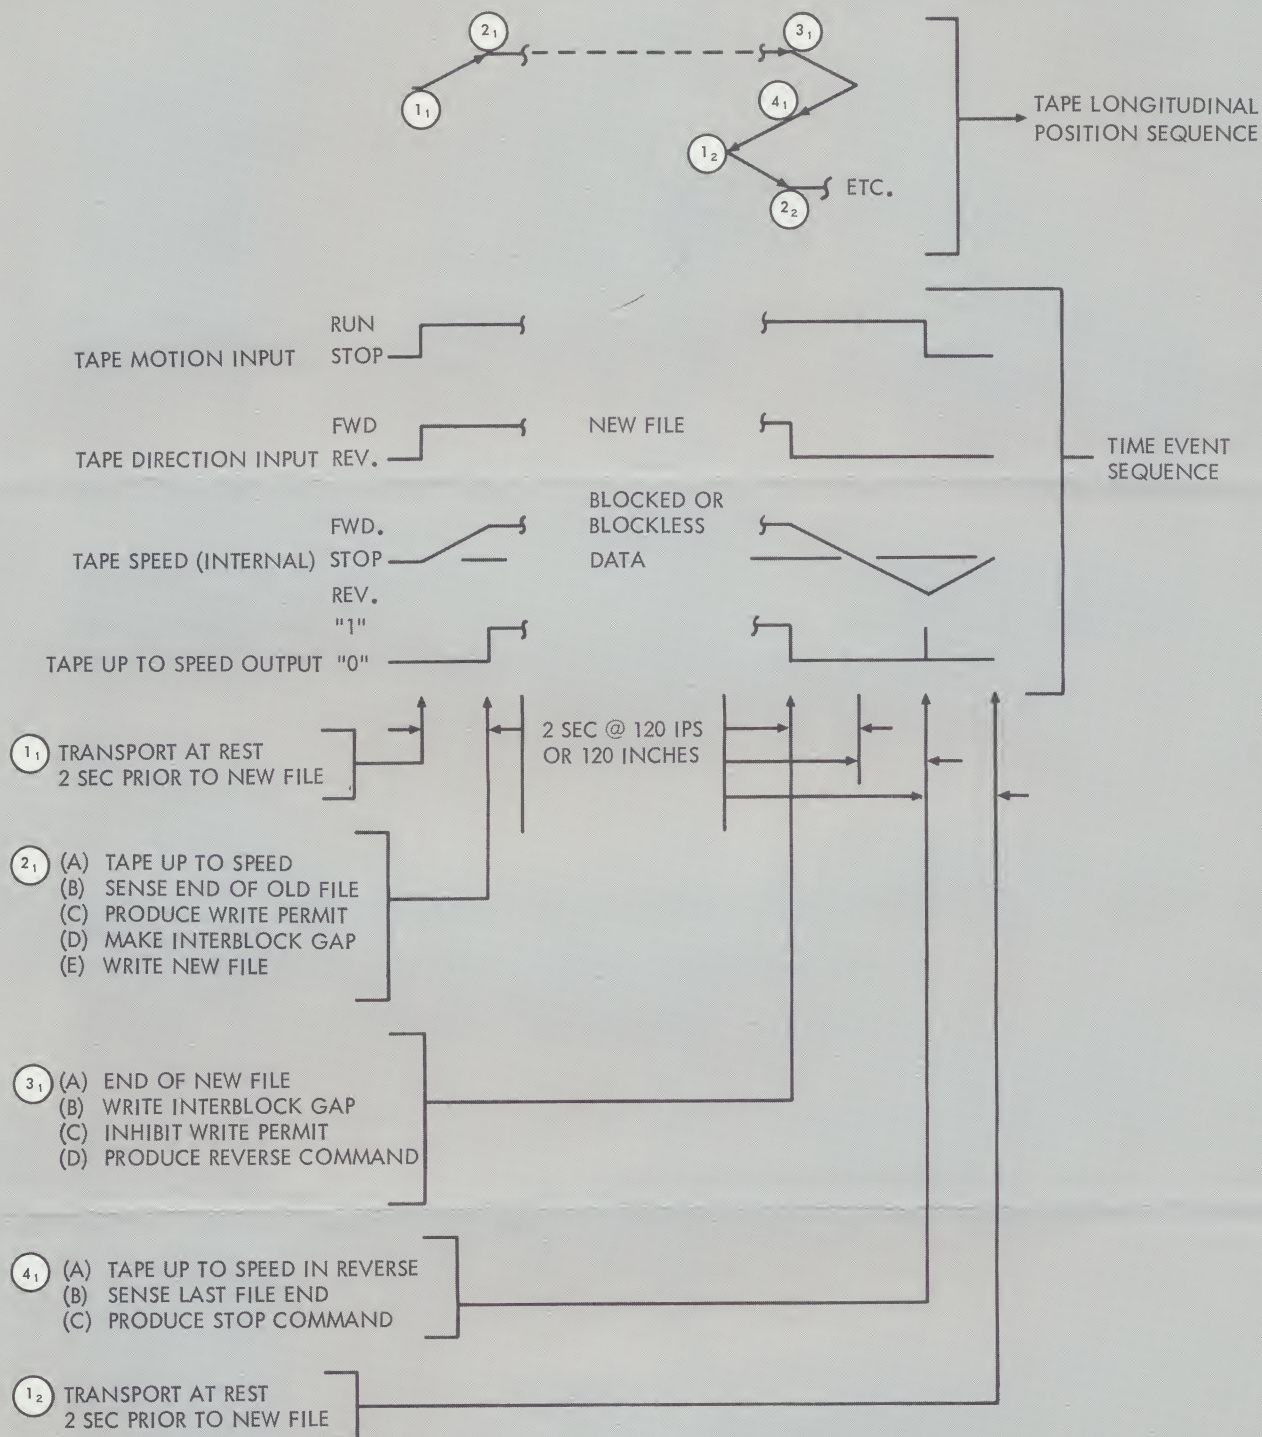 2₁
3₁
1₁
4₁
TAPE LONGITUDINAL
POSITION SEQUENCE
1₂
ETC.
2₂
RUN
TAPE MOTION INPUT STOP
FWD NEW FILE
TAPE DIRECTION INPUT REV.
TIME EVENT
SEQUENCE
BLOCKED OR
FWD. BLOCKLESS
TAPE SPEED (INTERNAL) STOP DATA
REV.
"1"
TAPE UP TO SPEED OUTPUT "0"
2 SEC @ 120 IPS
OR 120 INCHES
1₁ TRANSPORT AT REST
2 SEC PRIOR TO NEW FILE
2₁ (A) TAPE UP TO SPEED
(B) SENSE END OF OLD FILE
(C) PRODUCE WRITE PERMIT
(D) MAKE INTERBLOCK GAP
(E) WRITE NEW FILE
3₁ (A) END OF NEW FILE
(B) WRITE INTERBLOCK GAP
(C) INHIBIT WRITE PERMIT
(D) PRODUCE REVERSE COMMAND
4₁ (A) TAPE UP TO SPEED IN REVERSE
(B) SENSE LAST FILE END
(C) PRODUCE STOP COMMAND
1₂ TRANSPORT AT REST
2 SEC PRIOR TO NEW FILE